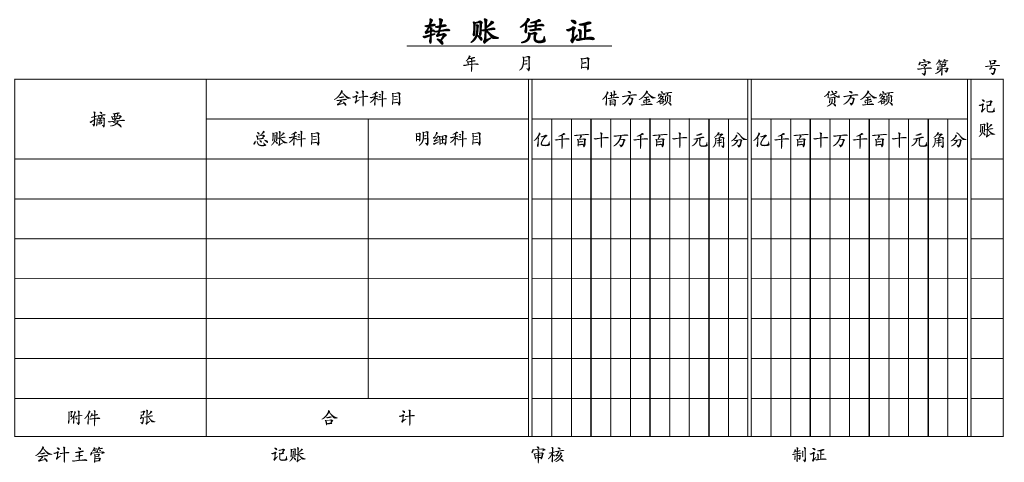 转账凭证
年 月 日
字第 号
摘要 会计科目 借方金额 贷方金额 记账
总账科目 明细科目 亿千百十万千百十元角分 亿千百十万千百十元角分
附件 张 合 计
会计主管 记账 审核 制证